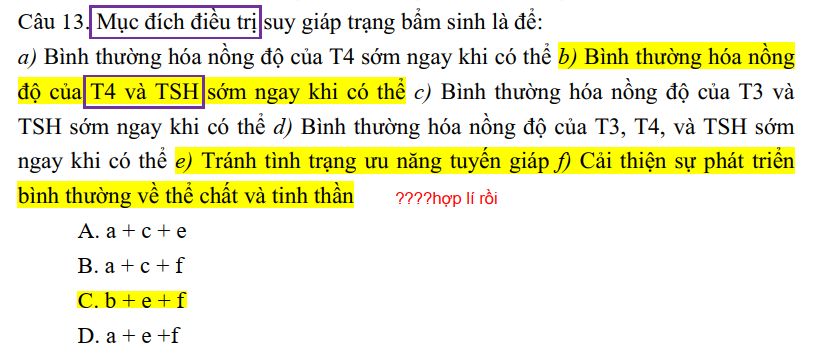 Câu 13. Mục đích điều trị suy giáp trạng bẩm sinh là để:
a) Bình thường hóa nồng độ của T4 sớm ngay khi có thể b) Bình thường hóa nồng
độ của T4 và TSH sớm ngay khi có thể c) Bình thường hóa nồng độ của T3 và
TSH sớm ngay khi có thể d) Bình thường hóa nồng độ của T3, T4, và TSH sớm
ngay khi có thể e) Tránh tình trạng ưu năng tuyến giáp f) Cải thiện sự phát triển
bình thường về thể chất và tinh thần ????hợp lí rồi
A. a + c + e
B. a + c + f
C. b + e + f
D. a + e +f